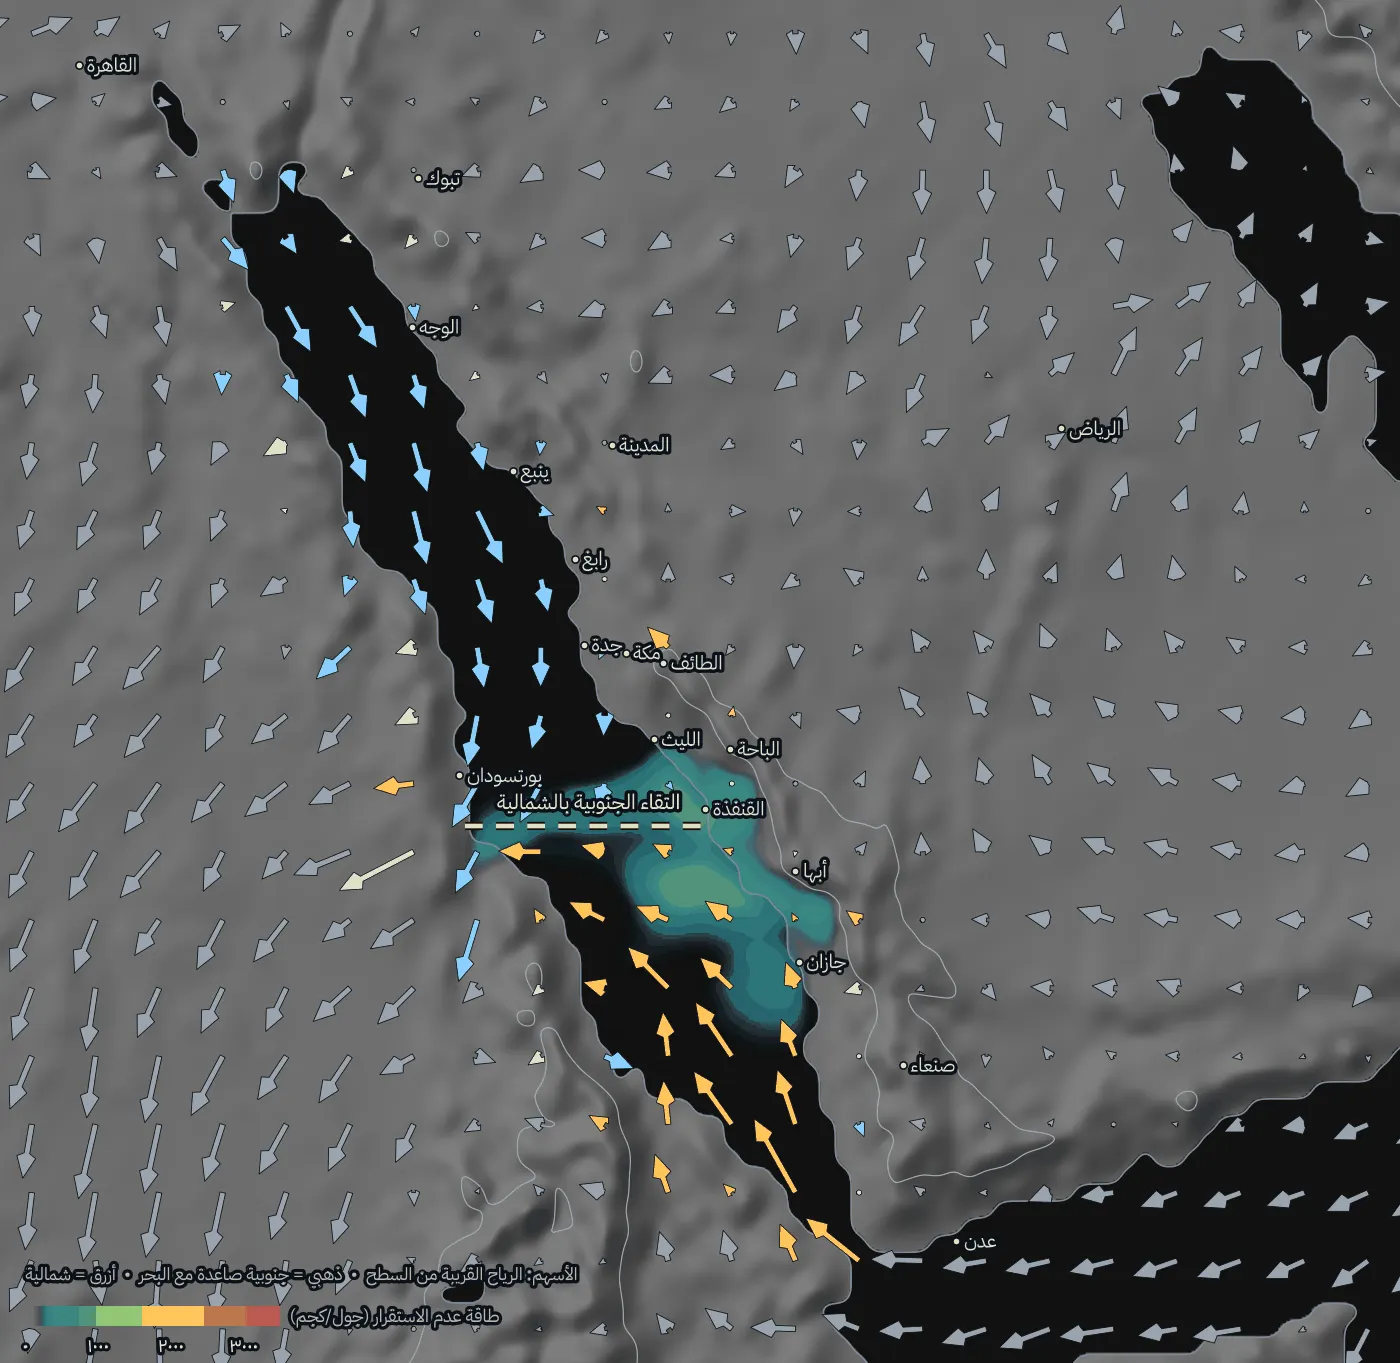 القاهرة
تبوك
الوجه
الرياض
المدينة
ينبع
رابغ
جدة
مكة
الطائف
الليث
الباحة
بورتسودان
التقاء الجنوبية بالشمالية
القنفذة
أبها
جازان
صنعاء
عدن
الأسهم: الرياح القريبة من السطح • ذهبي = جنوبية صاعدة مع البحر • أزرق = شمالية
طاقة عدم الاستقرار (جول/كجم)
٠ ١٠٠٠ ٢٠٠٠ ٣٠٠٠